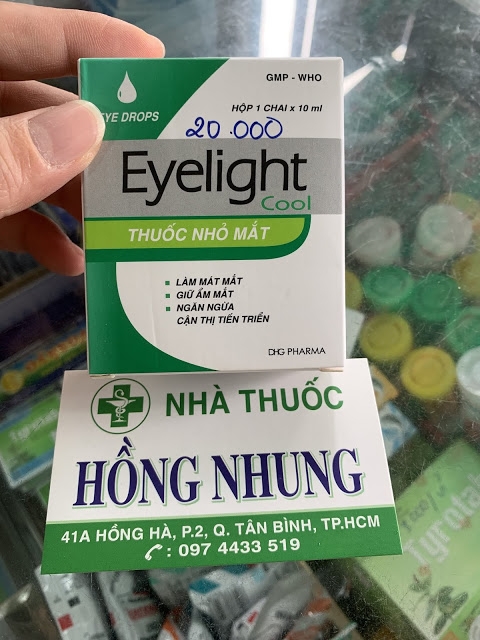 GMP - WHO
EYE DROPS
HỘP 1 CHAI x 10 ml
20.000
Eyelight
Cool
THUỐC NHỎ MẮT
LÀM MÁT MẮT
GIỮ ẨM MẮT
NGĂN NGỪA
CẬN THỊ TIẾN TRIỂN
DHG PHARMA
NHÀ THUỐC
HỒNG NHUNG
41A HỒNG HÀ, P.2, Q. TÂN BÌNH, TP.HCM
: 097 4433 519